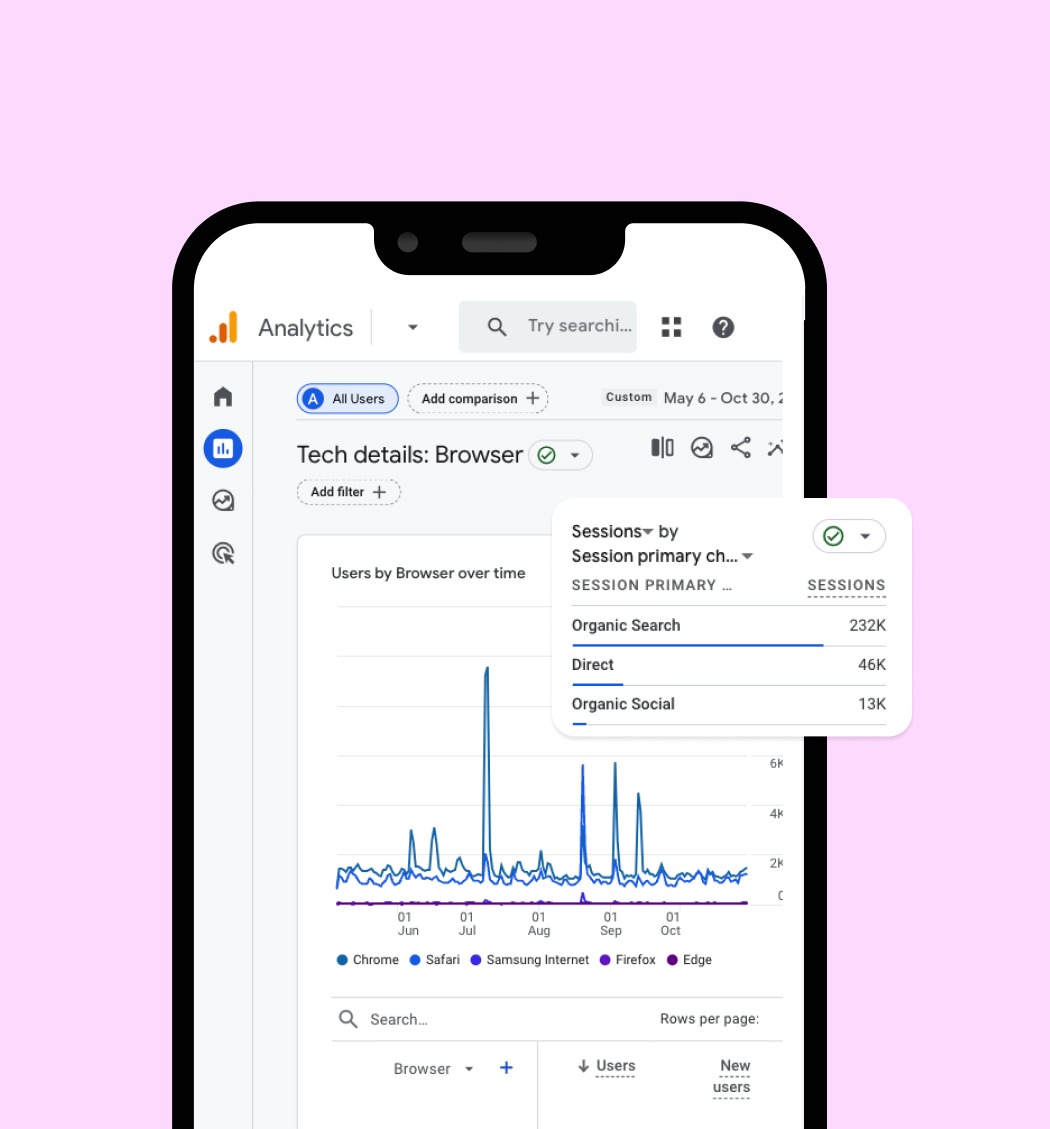 Analytics
Try searchi...
A All Users
Add comparison +
Custom May 6 - Oct 30, 2
Tech details: Browser
Add filter +
Sessions by
Session primary ch...
SESSION PRIMARY ... SESSIONS
Organic Search 232K
Direct 46K
Organic Social 13K
Users by Browser over time
6K
4K
2K
0
01 Jun
01 Jul
01 Aug
01 Sep
01 Oct
Chrome Safari Samsung Internet Firefox Edge
Search... Rows per page:
Browser + Users New users